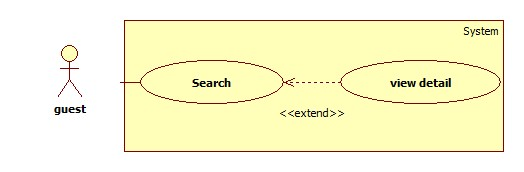 System
Search
view detail
guest
<<extend>>